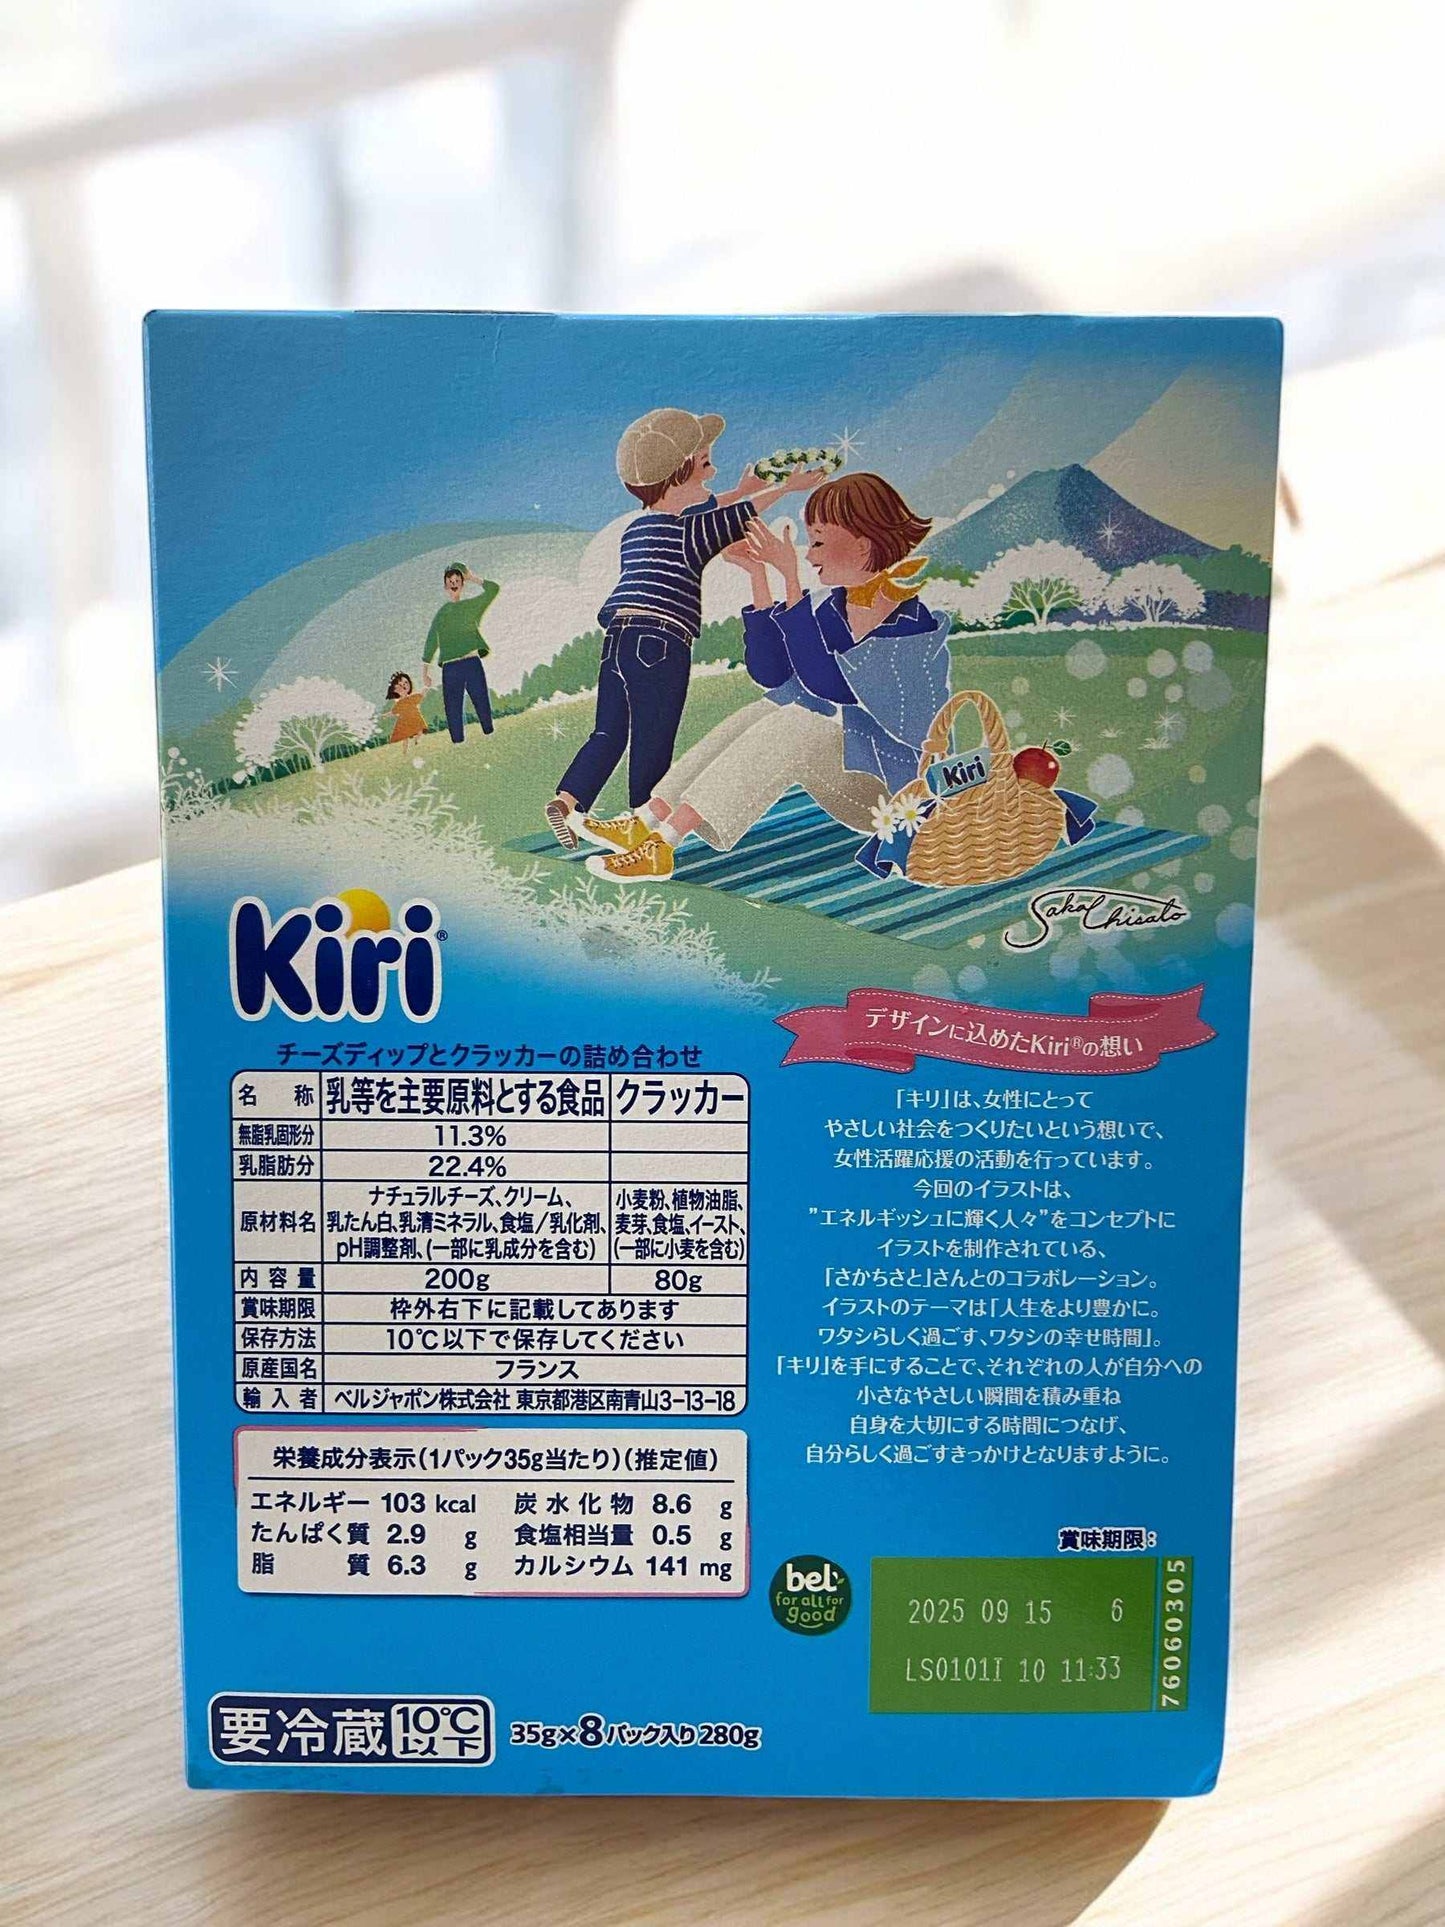 Kiri
Saka Chisato
Kiri®
チーズディップとクラッカーの詰め合わせ
名 称 乳等を主要原料とする食品 クラッカー
無脂乳固形分 11.3%
乳脂肪分 22.4%
原材料名 ナチュラルチーズ、クリーム、 小麦粉、植物油脂、
乳たん白、乳清ミネラル、食塩/乳化剤、 麦芽、食塩、イースト、
pH調整剤、(一部に乳成分を含む) (一部に小麦を含む)
内容量 200g 80g
賞味期限 枠外右下に記載してあります
保存方法 10℃以下で保存してください
原産国名 フランス
輸入者 ベルジャポン株式会社 東京都港区南青山3-13-18
栄養成分表示(1パック35g当たり)(推定値)
エネルギー 103 kcal 炭水化物 8.6 g
たんぱく質 2.9 g 食塩相当量 0.5 g
脂質 6.3 g カルシウム 141 mg
要冷蔵 10℃以下
35g×8パック入り 280g
デザインに込めたKiri®の想い
「キリ」は、女性にとって
やさしい社会をつくりたいという想いで、
女性活躍応援の活動を行っています。
今回のイラストは、
"エネルギッシュに輝く人々"をコンセプトに
イラストを制作されている、
「さかちさと」さんとのコラボレーション。
イラストのテーマは「人生をより豊かに。
ワタシらしく過ごす、ワタシの幸せ時間」。
「キリ」を手にすることで、それぞれの人が自分への
小さなやさしい瞬間を積み重ね
自身を大切にする時間につなげ、
自分らしく過ごすきっかけとなりますように。
賞味期限:
bel
for all for
good
2025 09 15 6
LS0101I 10 11:33
76060305